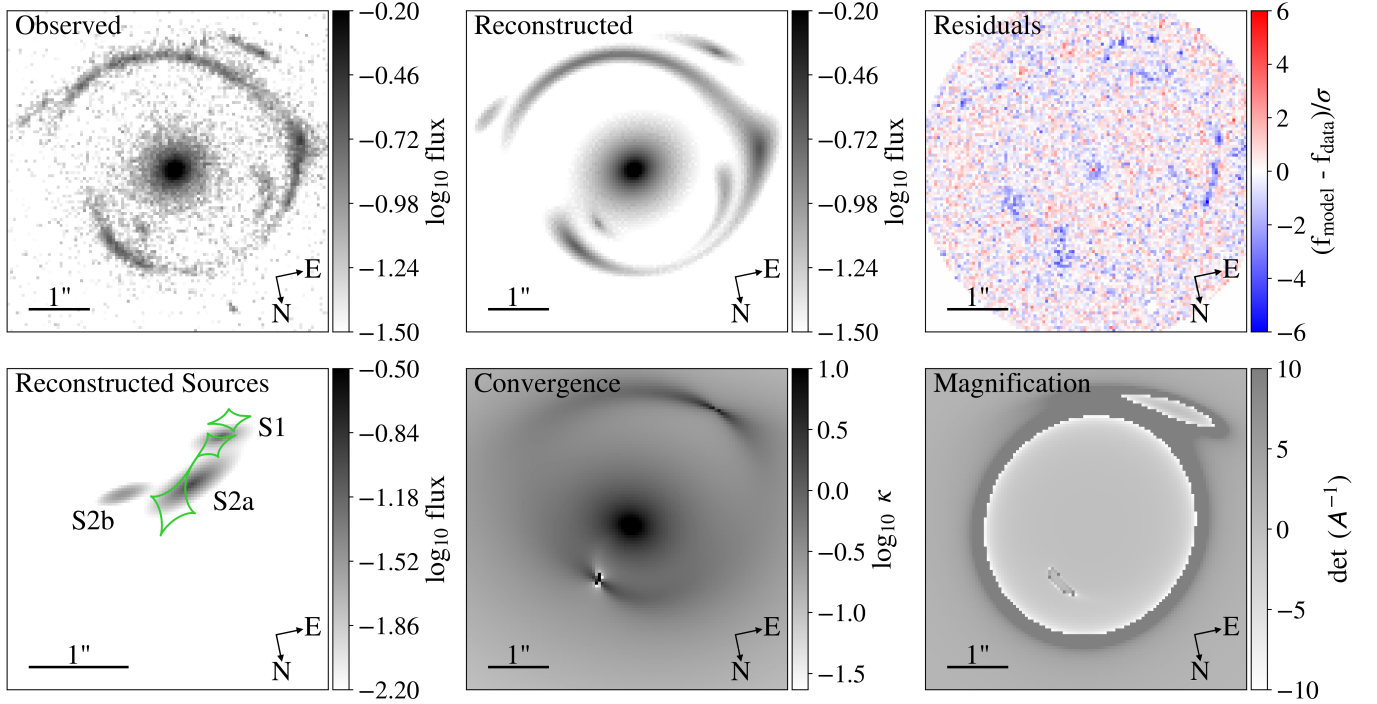 Observed
1"
E
N
−0.20
−0.46
−0.72
−0.98
−1.24
−1.50
log₁₀ flux
Reconstructed
1"
E
N
−0.20
−0.46
−0.72
−0.98
−1.24
−1.50
log₁₀ flux
Residuals
1"
E
N
6
4
2
0
−2
−4
−6
(f_model - f_data)/σ
Reconstructed Sources
S1
S2a
S2b
1"
E
N
−0.50
−0.84
−1.18
−1.52
−1.86
−2.20
log₁₀ flux
Convergence
1"
E
N
1.0
0.5
0.0
−0.5
−1.0
−1.5
log₁₀ κ
Magnification
1"
E
N
10
5
0
−5
−10
det (A⁻¹)